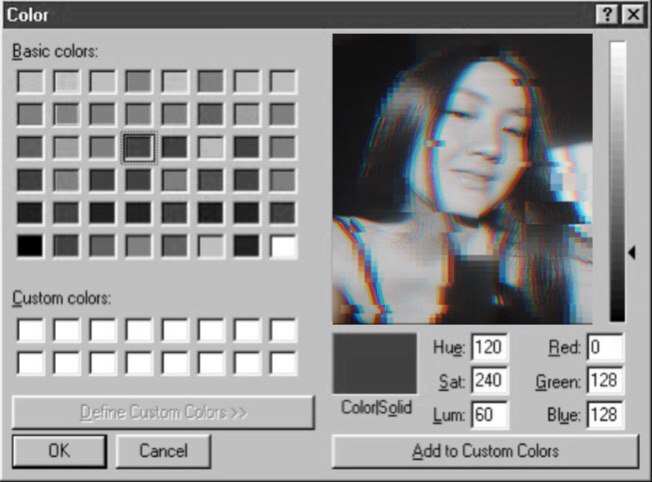 Color
Basic colors:
Custom colors:
Define Custom Colors >>
OK Cancel
Hue: 120 Red: 0
Sat: 240 Green: 128
Color|Solid Lum: 60 Blue: 128
Add to Custom Colors